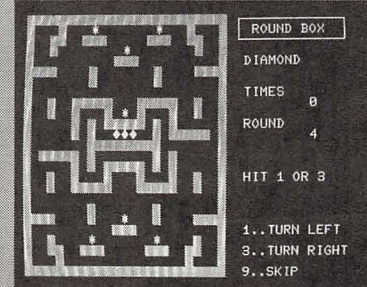 ROUND BOX
DIAMOND
TIMES
0
ROUND
4
HIT 1 OR 3
1..TURN LEFT
3..TURN RIGHT
9..SKIP